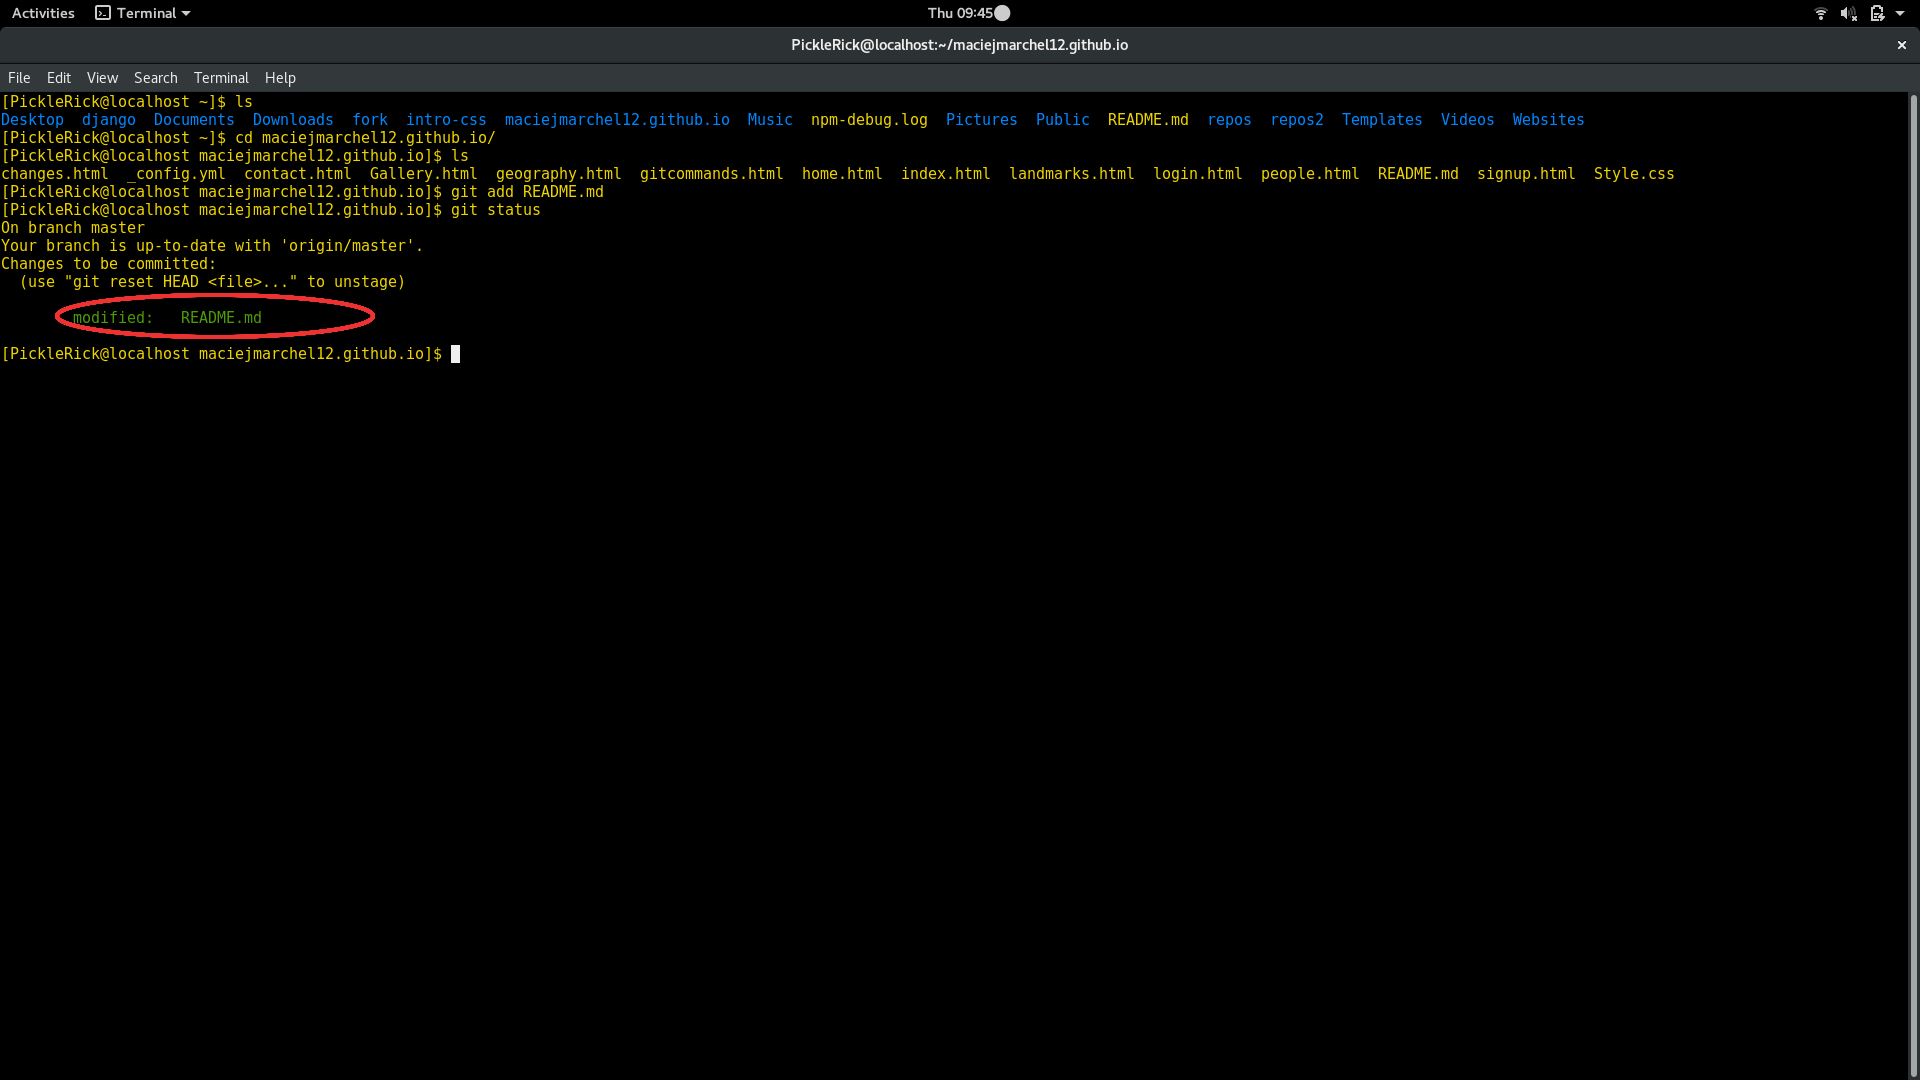 Activities Terminal Thu 09:45
PickleRick@localhost:~/maciejmarchel12.github.io
File Edit View Search Terminal Help
[PickleRick@localhost ~]$ ls
Desktop  django  Documents  Downloads  fork  intro-css  maciejmarchel12.github.io  Music  npm-debug.log  Pictures  Public  README.md  repos  repos2  Templates  Videos  Websites
[PickleRick@localhost ~]$ cd maciejmarchel12.github.io/
[PickleRick@localhost maciejmarchel12.github.io]$ ls
changes.html  _config.yml  contact.html  Gallery.html  geography.html  gitcommands.html  home.html  index.html  landmarks.html  login.html  people.html  README.md  signup.html  Style.css
[PickleRick@localhost maciejmarchel12.github.io]$ git add README.md
[PickleRick@localhost maciejmarchel12.github.io]$ git status
On branch master
Your branch is up-to-date with 'origin/master'.
Changes to be committed:
  (use "git reset HEAD <file>..." to unstage)
        modified:   README.md
[PickleRick@localhost maciejmarchel12.github.io]$